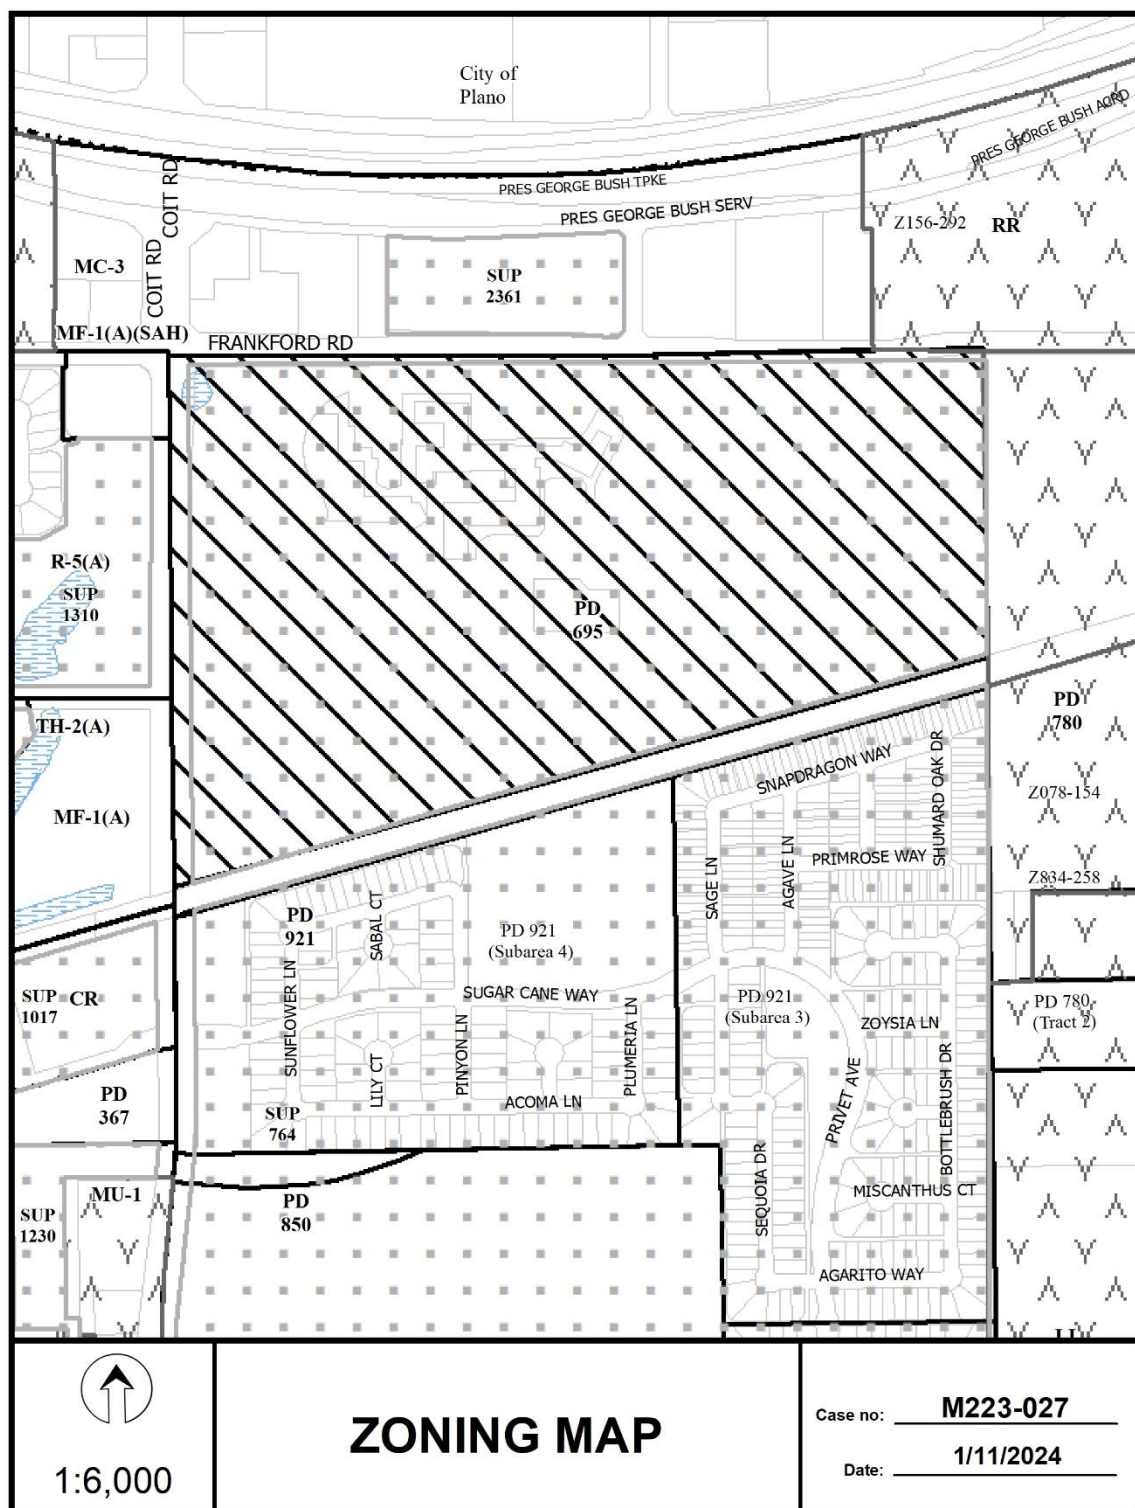 City of
Plano
PRES GEORGE BUSH ACRD
COIT RD
PRES GEORGE BUSH TPKE
PRES GEORGE BUSH SERV
Z156-292
RR
COIT RD
MC-3
SUP
2361
MF-1(A)(SAH)
FRANKFORD RD
R-5(A)
SUP
1310
PD
695
TH-2(A)
PD
780
SNAPDRAGON WAY
SHUMARD OAK DR
Z078-154
MF-1(A)
PRIMROSE WAY
SAGE LN
AGAVE LN
Z834-258
PD
921
SABAL CT
PD 921
(Subarea 4)
SUGAR CANE WAY
SUP
1017
CR
PD 921
(Subarea 3)
PD 780
(Tract 2)
SUNFLOWER LN
ZOYSIA LN
PINYON LN
PLUMERIA LN
LILY CT
PRIVET AVE
BOTTLEBRUSH DR
PD
367
ACOMA LN
SUP
764
SEQUOIA DR
MU-1
MISCANTHUS CT
SUP
1230
PD
850
AGARITO WAY
1:6,000
ZONING MAP
Case no: M223-027
Date: 1/11/2024